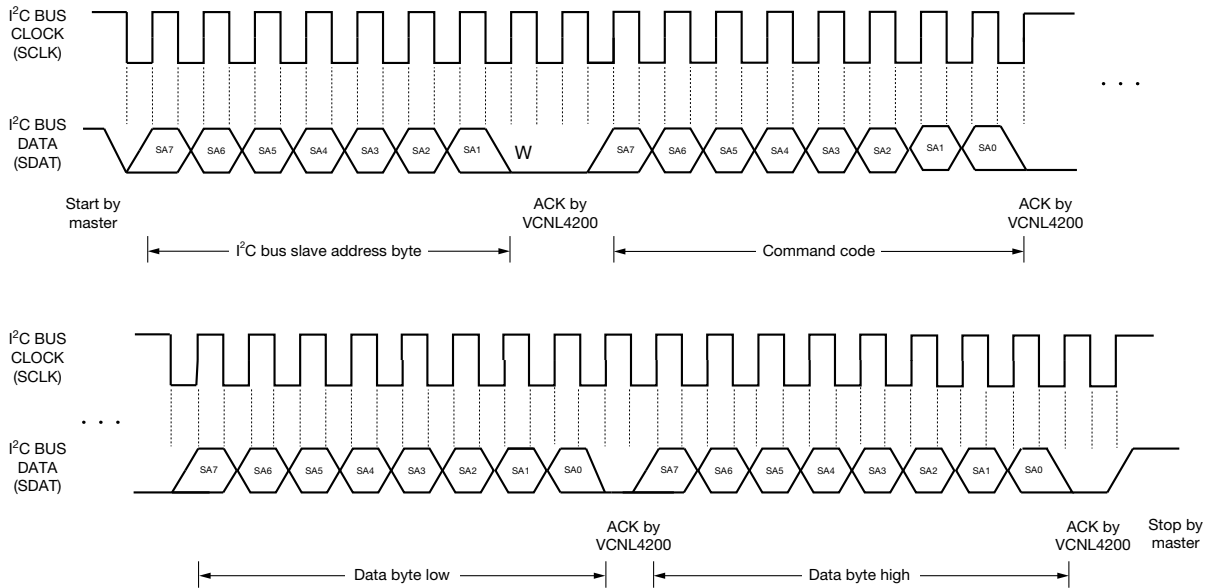 I²C BUS
CLOCK
(SCLK)
. . .
I²C BUS
DATA
(SDAT)
SA7 SA6 SA5 SA4 SA3 SA2 SA1 W SA7 SA6 SA5 SA4 SA3 SA2 SA1 SA0
Start by
master
ACK by
VCNL4200
ACK by
VCNL4200
I²C bus slave address byte
Command code
I²C BUS
CLOCK
(SCLK)
. . .
I²C BUS
DATA
(SDAT)
SA7 SA6 SA5 SA4 SA3 SA2 SA1 SA0 SA7 SA6 SA5 SA4 SA3 SA2 SA1 SA0
ACK by
VCNL4200
ACK by
VCNL4200
Stop by
master
Data byte low
Data byte high